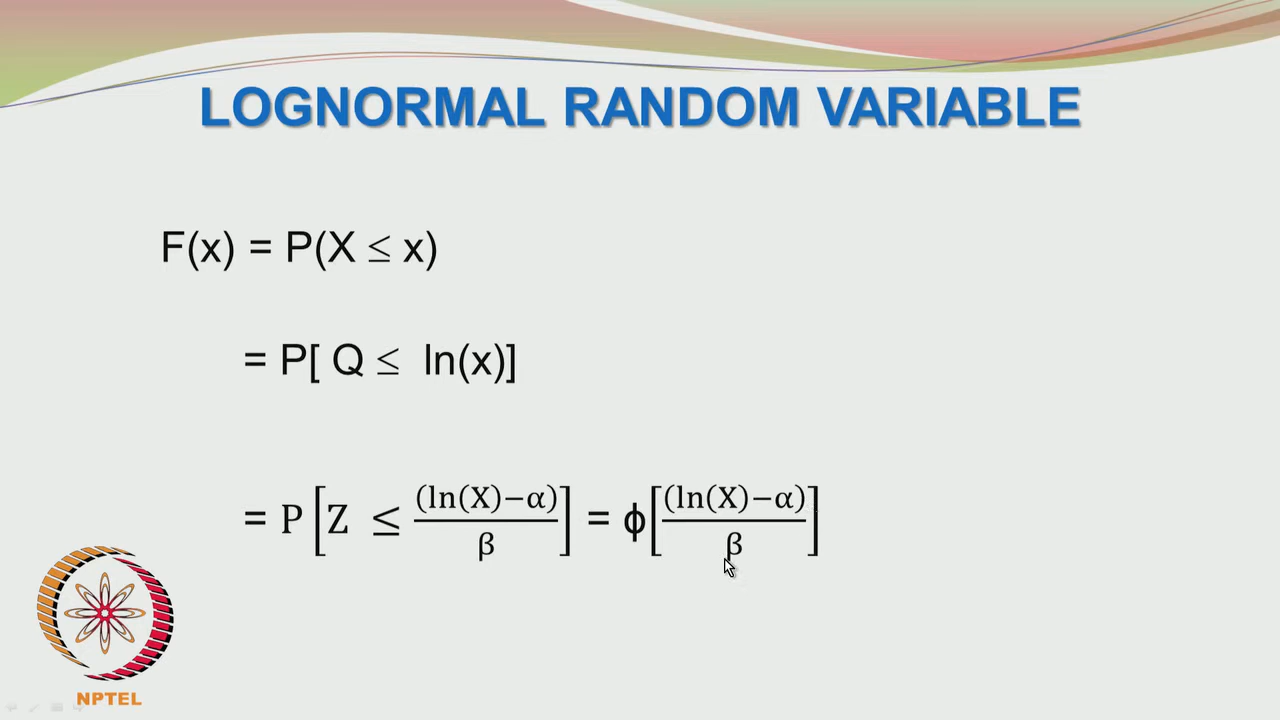 LOGNORMAL RANDOM VARIABLE
F(x) = P(X ≤ x)
= P[ Q ≤ ln(x)]
= P[Z ≤ (ln(X)−α)/β] = ϕ[(ln(X)−α)/β]
NPTEL